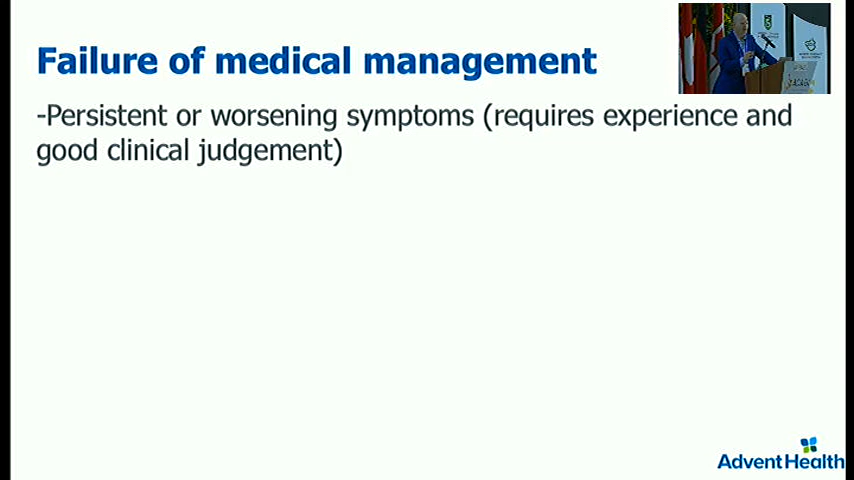 Failure of medical management
-Persistent or worsening symptoms (requires experience and
good clinical judgement)
AdventHealth